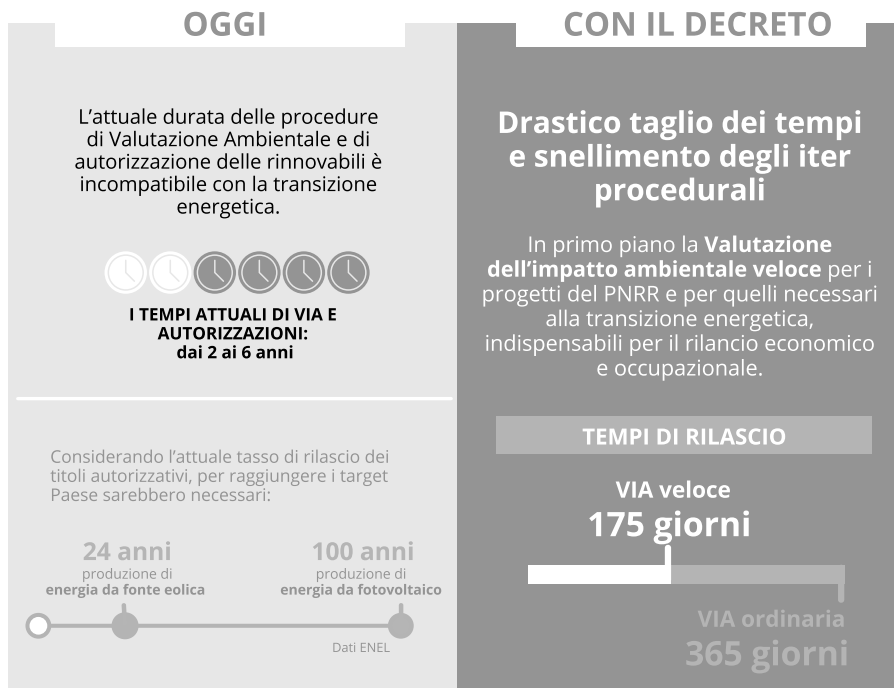 OGGI
L’attuale durata delle procedure
di Valutazione Ambientale e di
autorizzazione delle rinnovabili è
incompatibile con la transizione
energetica.
I TEMPI ATTUALI DI VIA E
AUTORIZZAZIONI:
dai 2 ai 6 anni
Considerando l’attuale tasso di rilascio dei
titoli autorizzativi, per raggiungere i target
Paese sarebbero necessari:
24 anni
produzione di
energia da fonte eolica
100 anni
produzione di
energia da fotovoltaico
Dati ENEL
CON IL DECRETO
Drastico taglio dei tempi
e snellimento degli iter
procedurali
In primo piano la Valutazione
dell’impatto ambientale veloce per i
progetti del PNRR e per quelli necessari
alla transizione energetica,
indispensabili per il rilancio economico
e occupazionale.
TEMPI DI RILASCIO
VIA veloce
175 giorni
VIA ordinaria
365 giorni